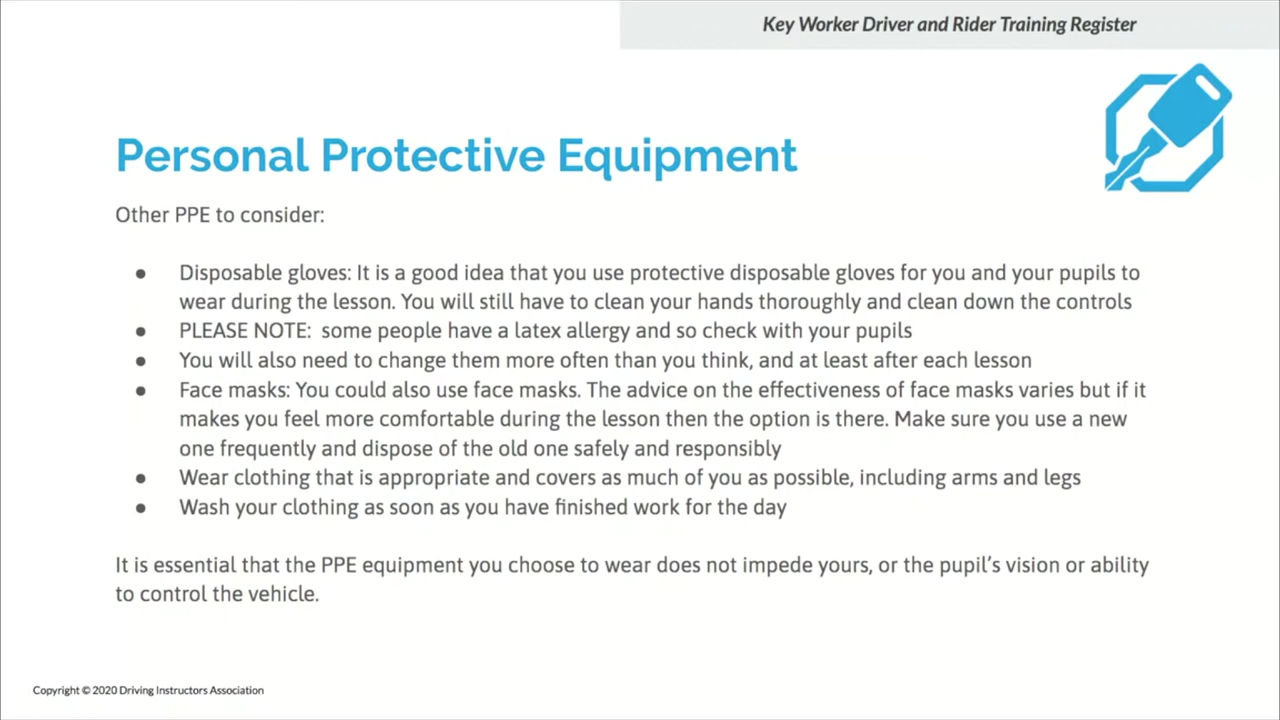 Key Worker Driver and Rider Training Register
Personal Protective Equipment
Other PPE to consider:
● Disposable gloves: It is a good idea that you use protective disposable gloves for you and your pupils to
wear during the lesson. You will still have to clean your hands thoroughly and clean down the controls
● PLEASE NOTE:  some people have a latex allergy and so check with your pupils
● You will also need to change them more often than you think, and at least after each lesson
● Face masks: You could also use face masks. The advice on the effectiveness of face masks varies but if it
makes you feel more comfortable during the lesson then the option is there. Make sure you use a new
one frequently and dispose of the old one safely and responsibly
● Wear clothing that is appropriate and covers as much of you as possible, including arms and legs
● Wash your clothing as soon as you have finished work for the day
It is essential that the PPE equipment you choose to wear does not impede yours, or the pupil's vision or ability
to control the vehicle.
Copyright © 2020 Driving Instructors Association